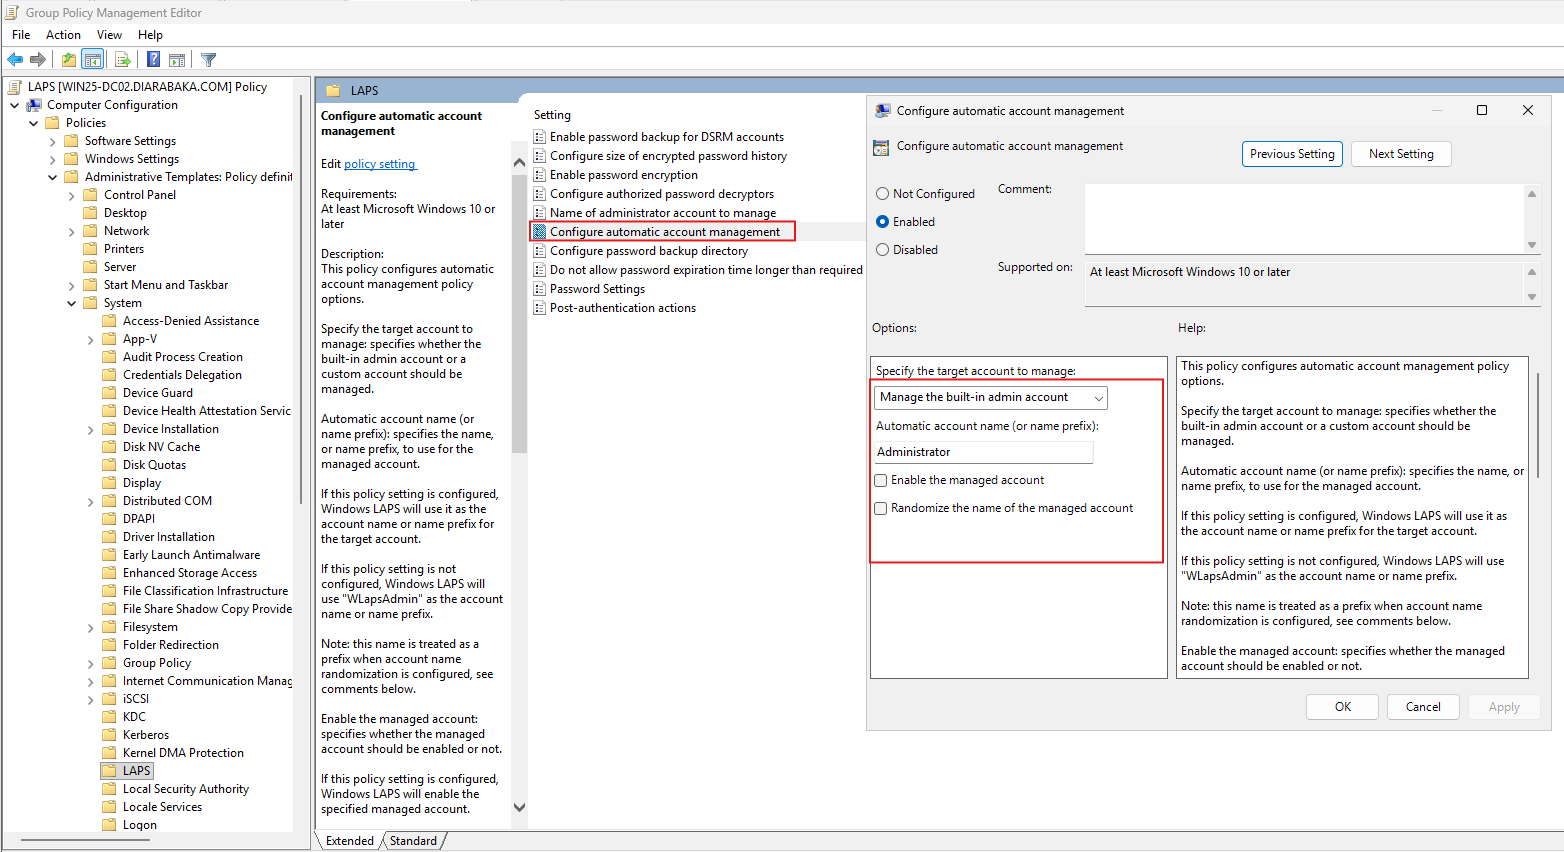 Group Policy Management Editor
File Action View Help
LAPS [WIN25-DC02.DIARABAKA.COM] Policy
Computer Configuration
Policies
Software Settings
Windows Settings
Administrative Templates: Policy definit
Control Panel
Desktop
Network
Printers
Server
Start Menu and Taskbar
System
Access-Denied Assistance
App-V
Audit Process Creation
Credentials Delegation
Device Guard
Device Health Attestation Servic
Device Installation
Disk NV Cache
Disk Quotas
Display
Distributed COM
DPAPI
Driver Installation
Early Launch Antimalware
Enhanced Storage Access
File Classification Infrastructure
File Share Shadow Copy Provide
Filesystem
Folder Redirection
Group Policy
Internet Communication Manag
iSCSI
KDC
Kerberos
Kernel DMA Protection
LAPS
Local Security Authority
Locale Services
Logon
LAPS
Configure automatic account
management
Edit policy setting
Requirements:
At least Microsoft Windows 10 or
later
Description:
This policy configures automatic
account management policy
options.
Specify the target account to
manage: specifies whether the
built-in admin account or a
custom account should be
managed.
Automatic account name (or
name prefix): specifies the name,
or name prefix, to use for the
managed account.
If this policy setting is configured,
Windows LAPS will use it as the
account name or name prefix for
the target account.
If this policy setting is not
configured, Windows LAPS will
use "WLapsAdmin" as the account
name or name prefix.
Note: this name is treated as a
prefix when account name
randomization is configured, see
comments below.
Enable the managed account:
specifies whether the managed
account should be enabled or not.
If this policy setting is configured,
Windows LAPS will enable the
specified managed account.
Setting
Enable password backup for DSRM accounts
Configure size of encrypted password history
Enable password encryption
Configure authorized password decryptors
Name of administrator account to manage
Configure automatic account management
Configure password backup directory
Do not allow password expiration time longer than required
Password Settings
Post-authentication actions
Extended Standard
Configure automatic account management
Configure automatic account management
Previous Setting Next Setting
Not Configured
Enabled
Disabled
Comment:
Supported on:
At least Microsoft Windows 10 or later
Options:
Help:
Specify the target account to manage:
Manage the built-in admin account
Automatic account name (or name prefix):
Administrator
Enable the managed account
Randomize the name of the managed account
This policy configures automatic account management policy
options.
Specify the target account to manage: specifies whether the
built-in admin account or a custom account should be
managed.
Automatic account name (or name prefix): specifies the name, or
name prefix, to use for the managed account.
If this policy setting is configured, Windows LAPS will use it as
the account name or name prefix for the target account.
If this policy setting is not configured, Windows LAPS will use
"WLapsAdmin" as the account name or name prefix.
Note: this name is treated as a prefix when account name
randomization is configured, see comments below.
Enable the managed account: specifies whether the managed
account should be enabled or not.
OK Cancel Apply